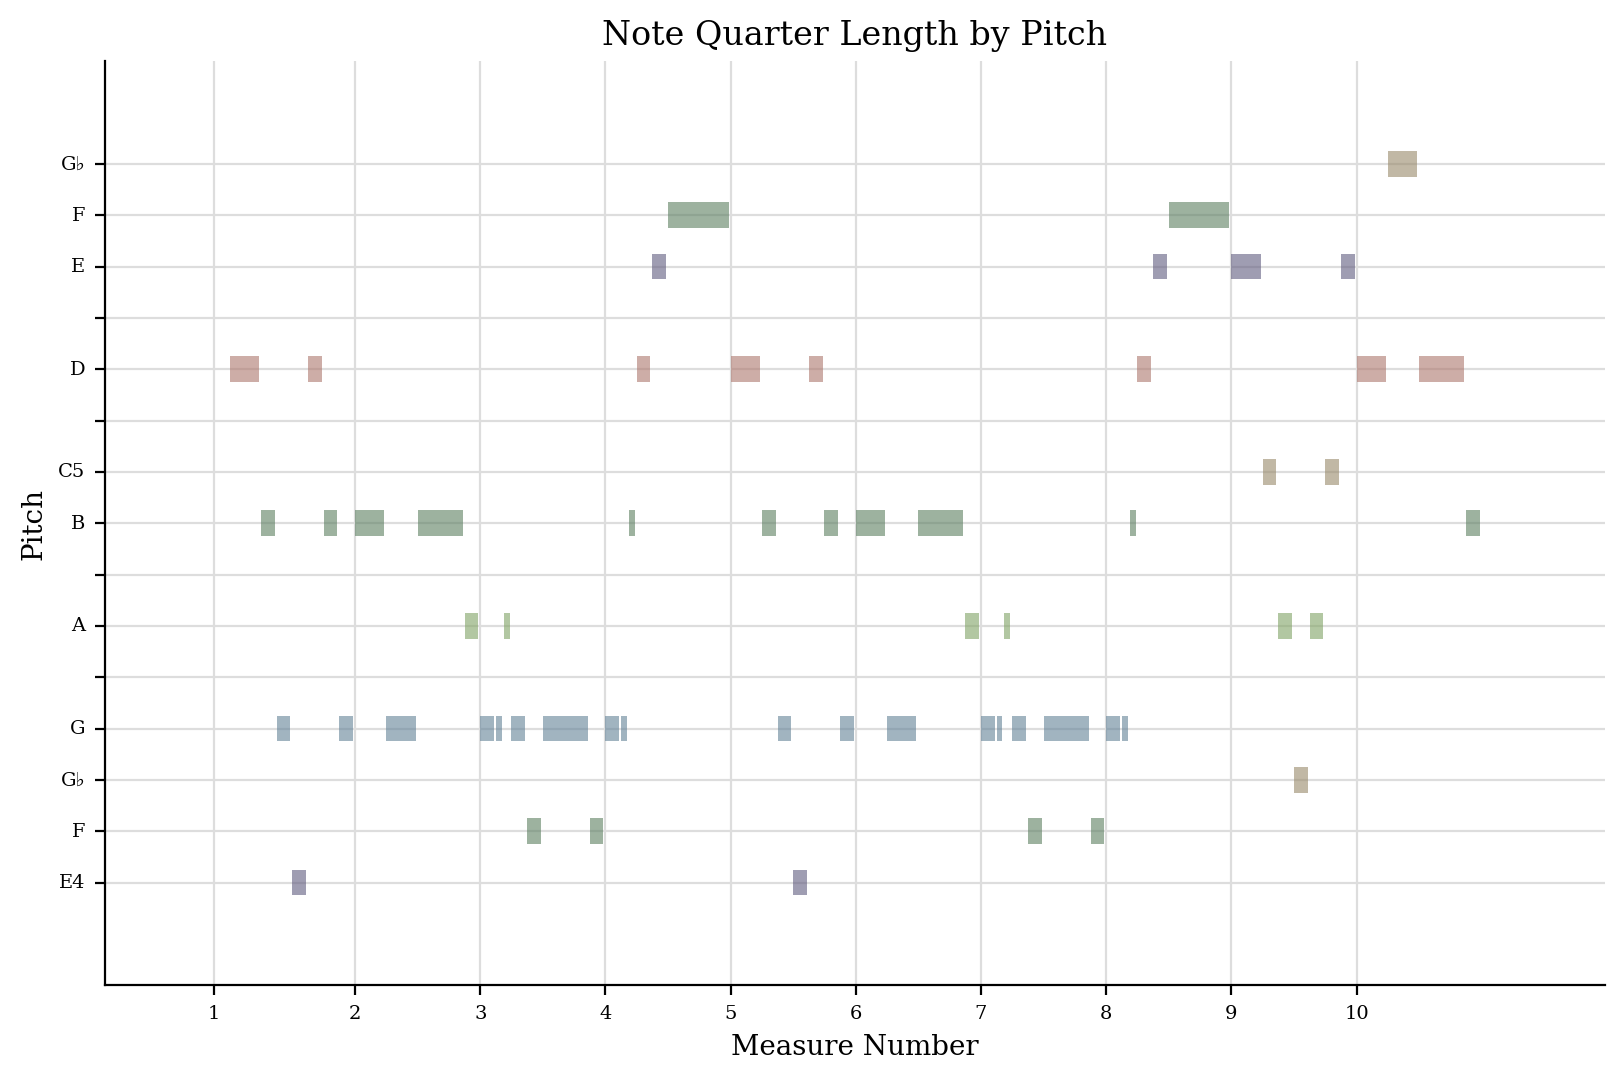 Note Quarter Length by Pitch
G♭
F
E
D
C5
B
A
G
G♭
F
E4
Pitch
1 2 3 4 5 6 7 8 9 10
Measure Number